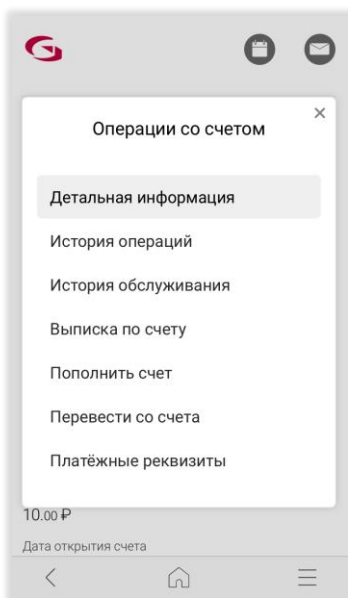 Операции со счетом
Детальная информация
История операций
История обслуживания
Выписка по счету
Пополнить счет
Перевести со счета
Платёжные реквизиты
10.00 ₽
Дата открытия счета